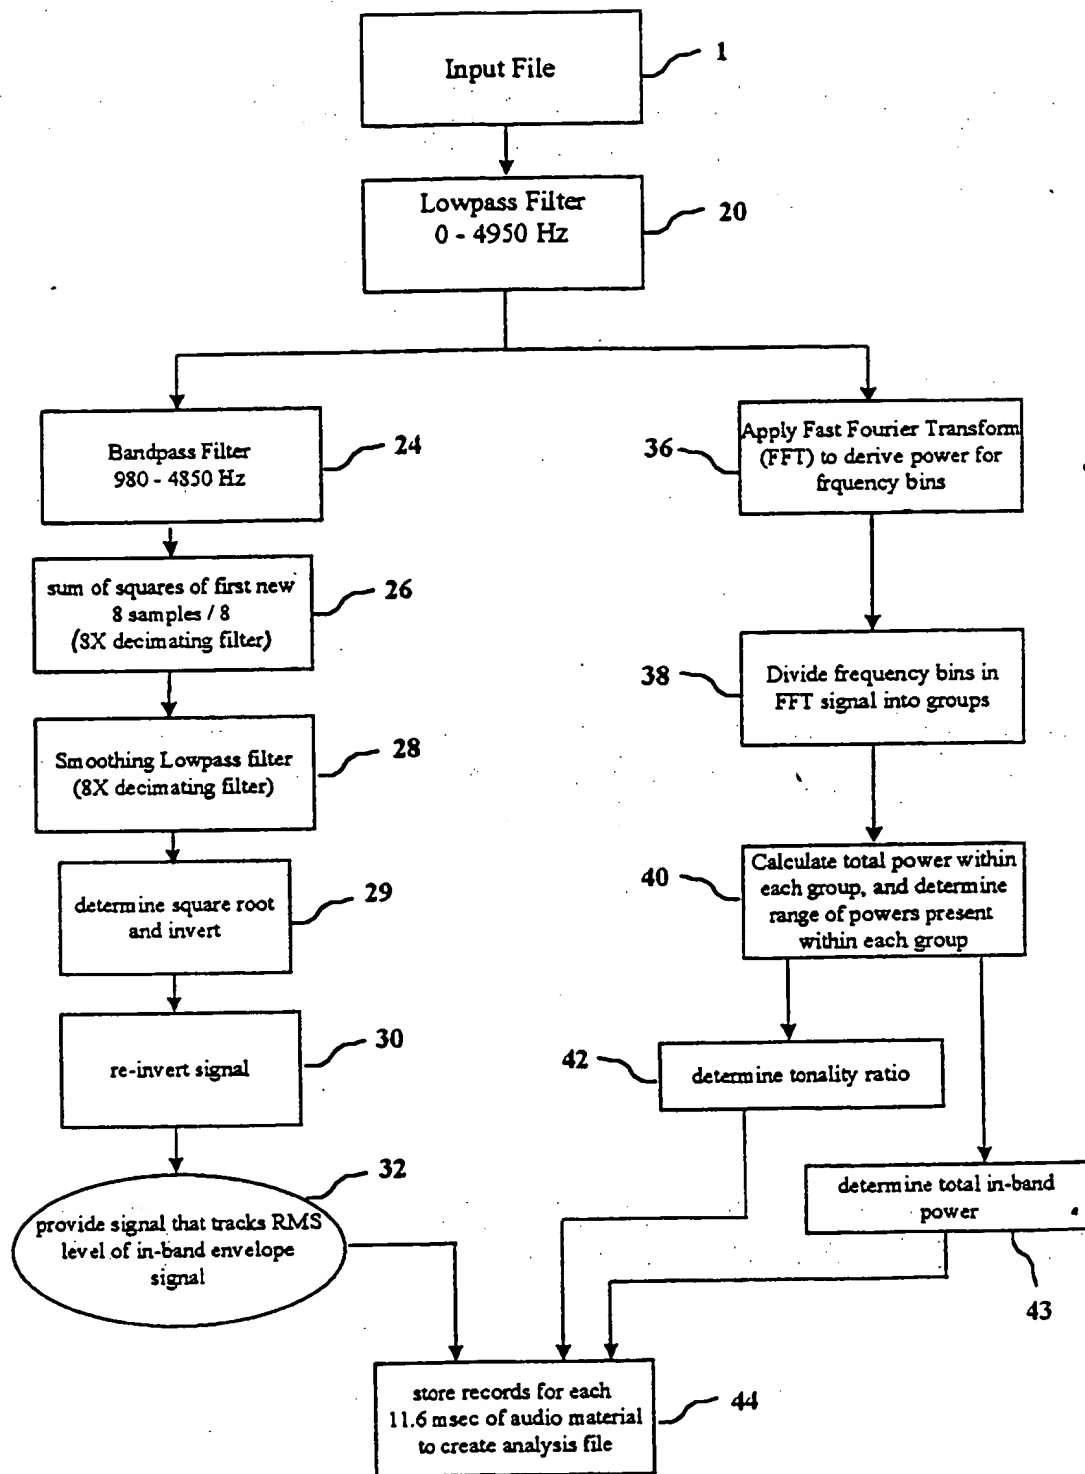 Input File
1
Lowpass Filter
0 - 4950 Hz
20
Bandpass Filter
980 - 4850 Hz
24
sum of squares of first new
8 samples / 8
(8X decimating filter)
26
Smoothing Lowpass filter
(8X decimating filter)
28
determine square root
and invert
29
re-invert signal
30
provide signal that tracks RMS
level of in-band envelope
signal
32
Apply Fast Fourier Transform
(FFT) to derive power for
frquency bins
36
Divide frequency bins in
FFT signal into groups
38
Calculate total power within
each group, and determine
range of powers present
within each group
40
determine tonality ratio
42
determine total in-band
power
43
store records for each
11.6 msec of audio material
to create analysis file
44